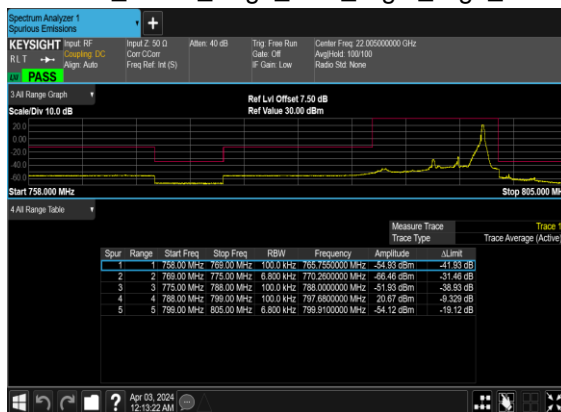 Spectrum Analyzer 1
Spurious Emissions
+
KEYSIGHT Input: RF Input Z: 50 Ω Atten: 40 dB Trig: Free Run Center Freq: 22.005000000 GHz
RLT Coupling: DC Corr CCorr Gate: Off Avg|Hold: 100/100
Align: Auto Freq Ref: Int (S) IF Gain: Low Radio Std: None
PASS
3 All Range Graph
Ref Lvl Offset 7.50 dB
Scale/Div 10.0 dB Ref Value 30.00 dBm
20.0
0.00
-20.0
-40.0
-60.0
Start 758.000 MHz Stop 805.000 MH
4 All Range Table
Measure Trace Trace 1
Trace Type Trace Average (Active)
Spur Range Start Freq Stop Freq RBW Frequency Amplitude ΔLimit
1 1 758.00 MHz 769.00 MHz 100.0 kHz 765.7550000 MHz -54.93 dBm -41.93 dB
2 2 769.00 MHz 775.00 MHz 6.800 kHz 770.2600000 MHz -66.46 dBm -31.46 dB
3 3 775.00 MHz 788.00 MHz 100.0 kHz 788.0000000 MHz -51.93 dBm -38.93 dB
4 4 788.00 MHz 799.00 MHz 100.0 kHz 797.6800000 MHz 20.67 dBm -9.329 dB
5 5 799.00 MHz 805.00 MHz 6.800 kHz 799.9100000 MHz -54.12 dBm -19.12 dB
? Apr 03, 2024
12:13:22 AM